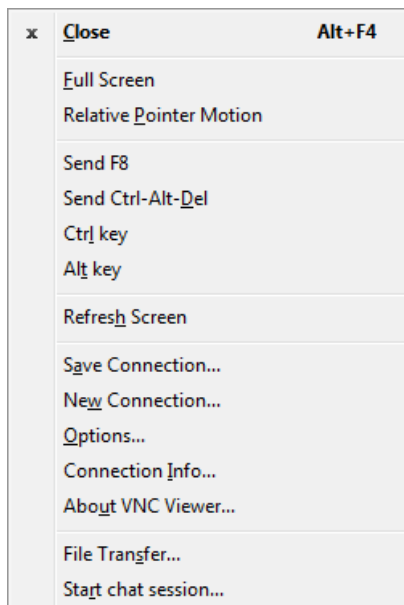 x Close Alt+F4
Full Screen
Relative Pointer Motion
Send F8
Send Ctrl-Alt-Del
Ctrl key
Alt key
Refresh Screen
Save Connection...
New Connection...
Options...
Connection Info...
About VNC Viewer...
File Transfer...
Start chat session...